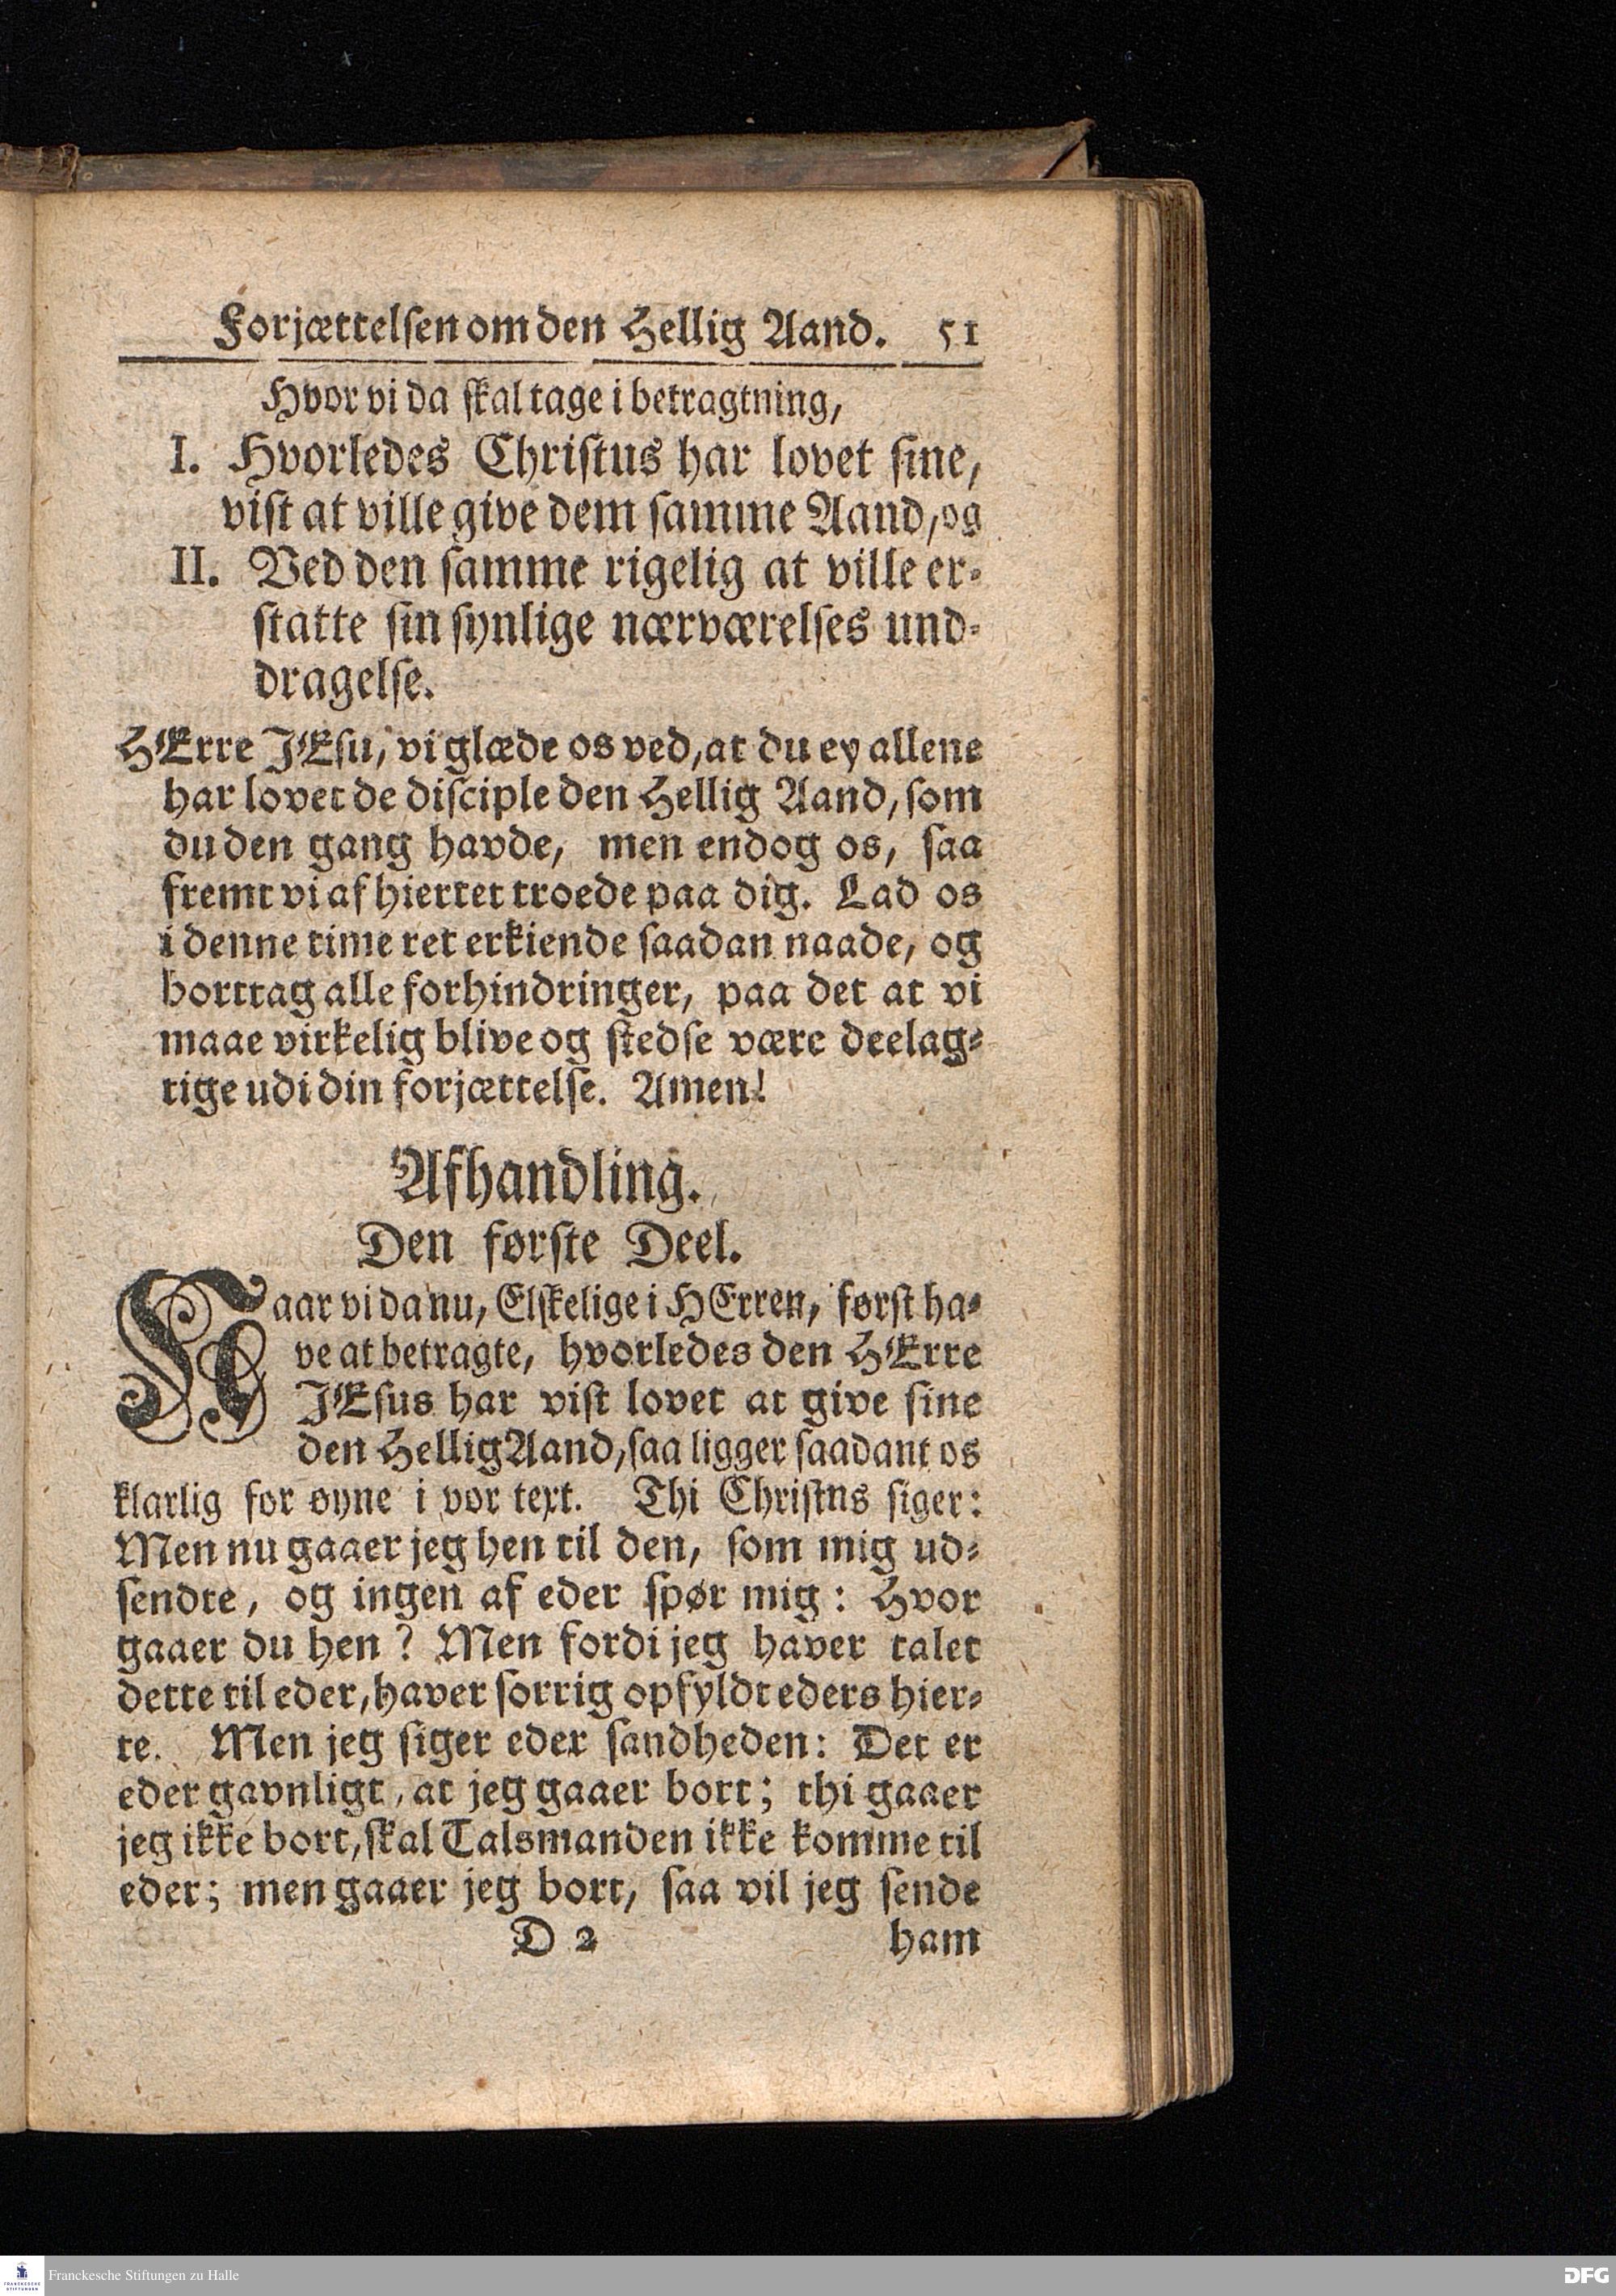 Forjættelsen om den Hellig Aand. 51
Hvor vi da skal tage i betragtning,
I. Hvorledes Christus har lovet sine,
vist at ville give dem samme Aand, og
II. Ved den samme rigelig at ville er-
statte sin synlige nærværelses und-
dragelse.
HErre JEsu, vi glæde os ved, at du ey allene
har lovet de disciple den Hellig Aand, som
du den gang havde, men endog os, saa
fremt vi af hiertet troede paa dig. Lad os
i denne time ret erkiende saadan naade, og
borttag alle forhindringer, paa det at vi
maae virkelig blive og stedse være deelag-
tige udi din forjættelse. Amen!
Afhandling.
Den første Deel.
Naar vi da nu, Elskelige i HErren, først ha-
ve at betragte, hvorledes den HErre
JEsus har vist lovet at give sine
den Hellig Aand, saa ligger saadant os
klarlig for øyne i vor text. Thi Christns siger:
Men nu gaaer jeg hen til den, som mig ud-
sendte, og ingen af eder spør mig: Hvor
gaaer du hen? Men fordi jeg haver talet
dette til eder, haver sorrig opfyldt eders hier-
te. Men jeg siger eder sandheden: Det er
eder gavnligt, at jeg gaaer bort; thi gaaer
jeg ikke bort, skal Talsmanden ikke komme til
eder; men gaaer jeg bort, saa vil jeg sende
D 2 ham
FRANCKESCHE STIFTUNGEN
Franckesche Stiftungen zu Halle
DFG